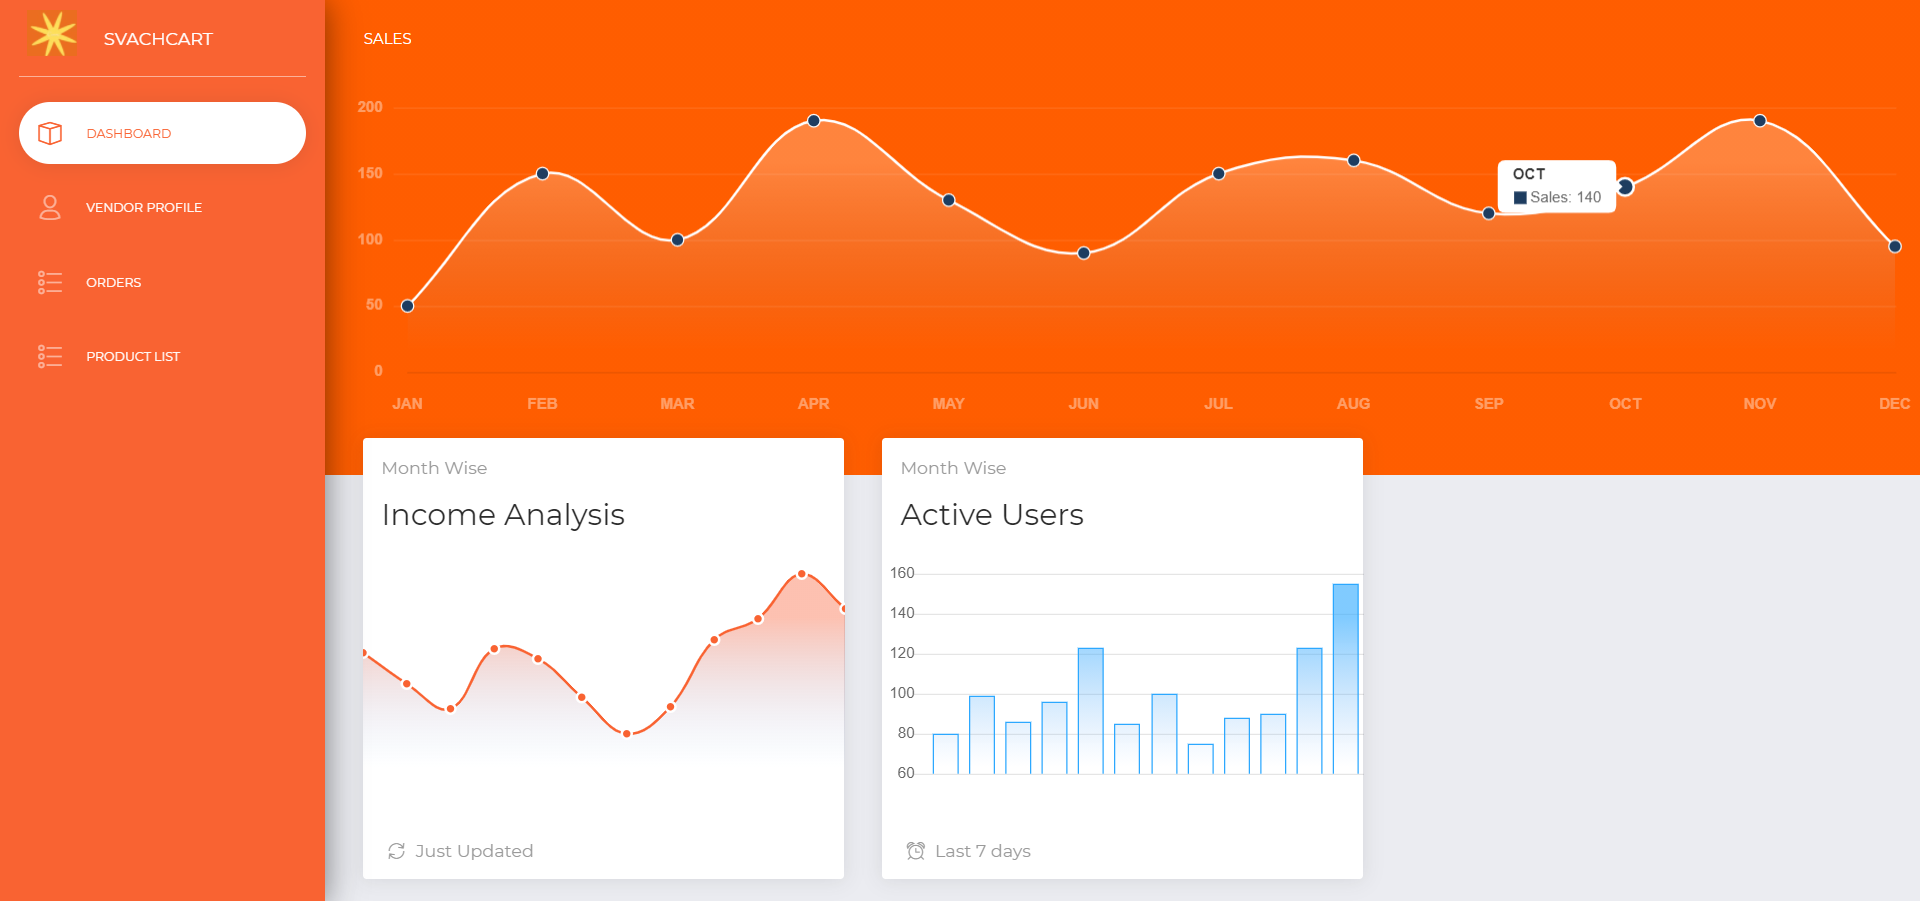 SVACHCART
DASHBOARD
VENDOR PROFILE
ORDERS
PRODUCT LIST
SALES
200
150
100
50
0
OCT
Sales: 140
JAN FEB MAR APR MAY JUN JUL AUG SEP OCT NOV DEC
Month Wise
Income Analysis
Just Updated
Month Wise
Active Users
160
140
120
100
80
60
Last 7 days